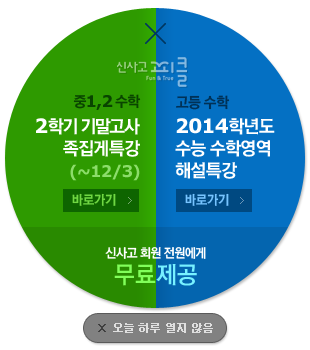 신사고 꾀끌
Fun & True
중1,2 수학
2학기 기말고사
족집게특강
(~12/3)
바로가기 >
고등 수학
2014학년도
수능 수학영역
해설특강
바로가기 >
신사고 회원 전원에게
무료제공
X 오늘 하루 열지 않음